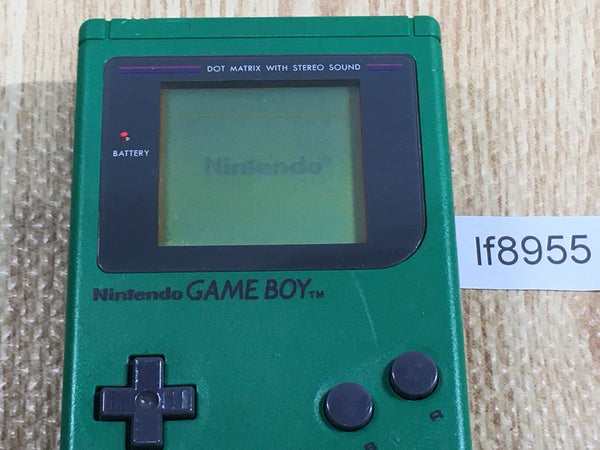 DOT MATRIX WITH STEREO SOUND
BATTERY
Nintendo®
lf8955
Nintendo GAME BOY™
B
A